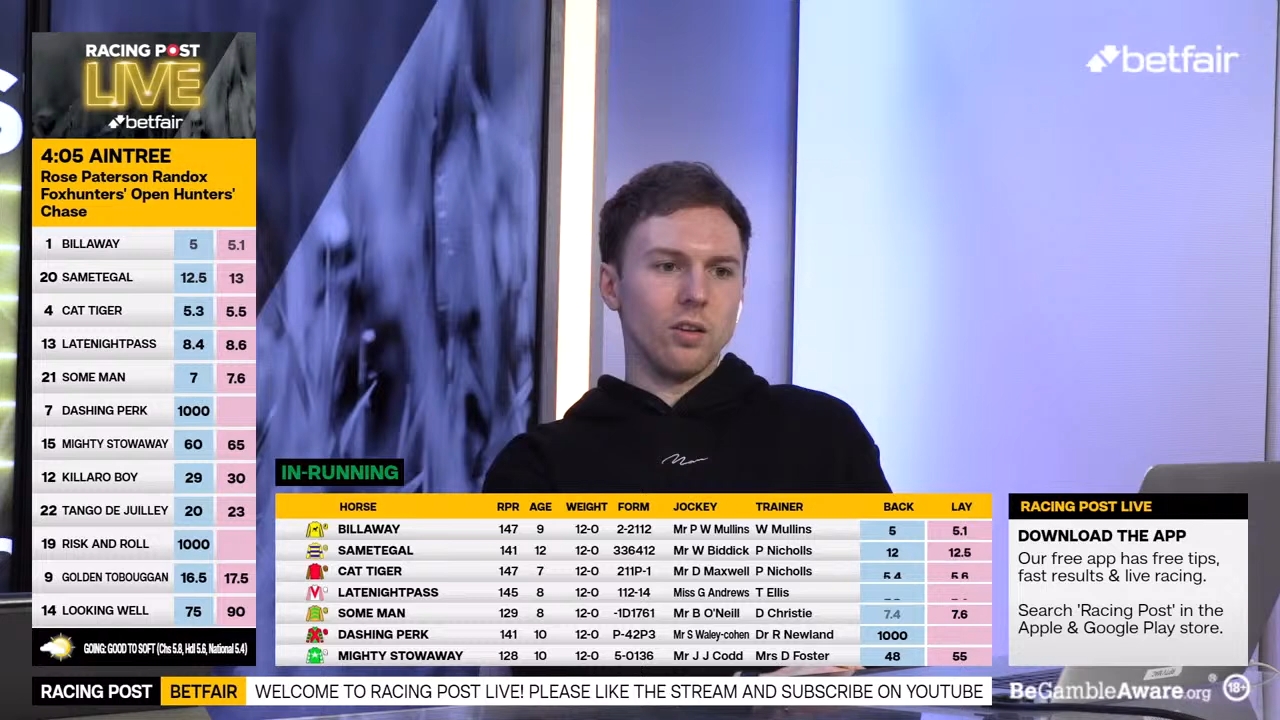 RACING POST
LIVE
betfair
4:05 AINTREE
Rose Paterson Randox
Foxhunters' Open Hunters'
Chase
1 BILLAWAY 5 5.1
20 SAMETEGAL 12.5 13
4 CAT TIGER 5.3 5.5
13 LATENIGHTPASS 8.4 8.6
21 SOME MAN 7 7.6
7 DASHING PERK 1000
15 MIGHTY STOWAWAY 60 65
12 KILLARO BOY 29 30
22 TANGO DE JUILLEY 20 23
19 RISK AND ROLL 1000
9 GOLDEN TOBOUGGAN 16.5 17.5
14 LOOKING WELL 75 90
GOING: GOOD TO SOFT (Chs 5.8, Hdl 5.6, National 5.4)
betfair
IN-RUNNING
HORSE RPR AGE WEIGHT FORM JOCKEY TRAINER BACK LAY
BILLAWAY 147 9 12-0 2-2112 Mr P W Mullins W Mullins 5 5.1
SAMETEGAL 141 12 12-0 336412 Mr W Biddick P Nicholls 12 12.5
CAT TIGER 147 7 12-0 211P-1 Mr D Maxwell P Nicholls 5.4 5.6
LATENIGHTPASS 145 8 12-0 112-14 Miss G Andrews T Ellis
SOME MAN 129 8 12-0 -1D1761 Mr B O'Neill D Christie 7.4 7.6
DASHING PERK 141 10 12-0 P-42P3 Mr S Waley-cohen Dr R Newland 1000
MIGHTY STOWAWAY 128 10 12-0 5-0136 Mr J J Codd Mrs D Foster 48 55
RACING POST LIVE
DOWNLOAD THE APP
Our free app has free tips,
fast results & live racing.
Search 'Racing Post' in the
Apple & Google Play store.
RACING POST BETFAIR WELCOME TO RACING POST LIVE! PLEASE LIKE THE STREAM AND SUBSCRIBE ON YOUTUBE
BeGambleAware.org® 18+